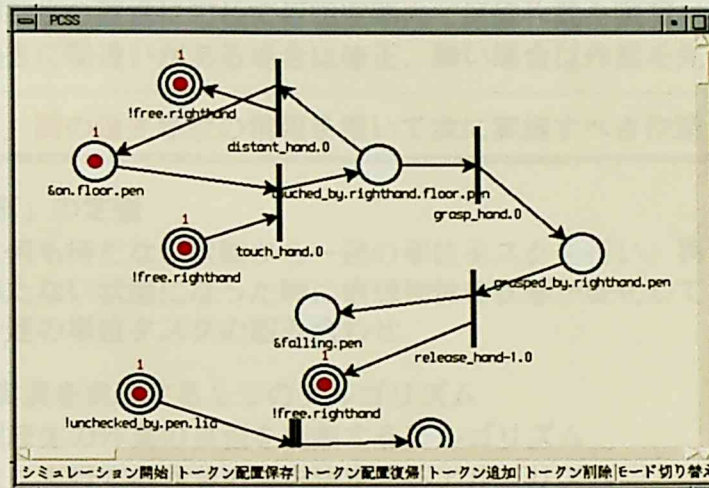 PCSS
1
!free.righthand
distant_hand.0
1
&on.floor.pen
uched_by.righthand.floor.pen
grasp_hand.0
1
!free.righthand
touch_hand.0
grasped_by.righthand.pen
&falling.pen
release_hand-1.0
1
!free.righthand
1
!unchecked_by.pen.lid
シミュレーション開始 トークン配置保存 トークン配置復帰 トークン追加 トークン削除 モード切り替え